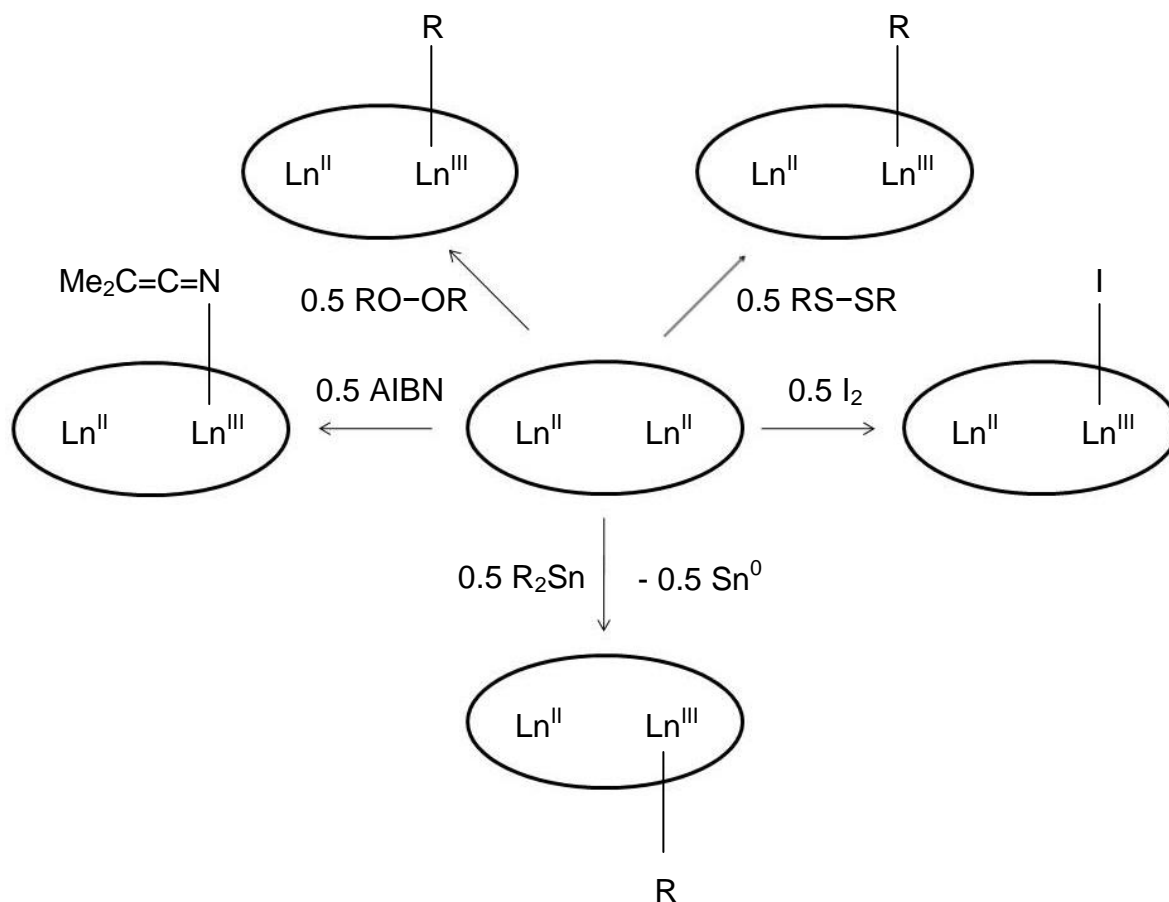 R R
Ln^II Ln^III Ln^II Ln^III
Me₂C=C=N I
0.5 RO−OR 0.5 RS−SR
0.5 AIBN 0.5 I₂
Ln^II Ln^III Ln^II Ln^II Ln^II Ln^III
0.5 R₂Sn - 0.5 Sn⁰
Ln^II Ln^III
R